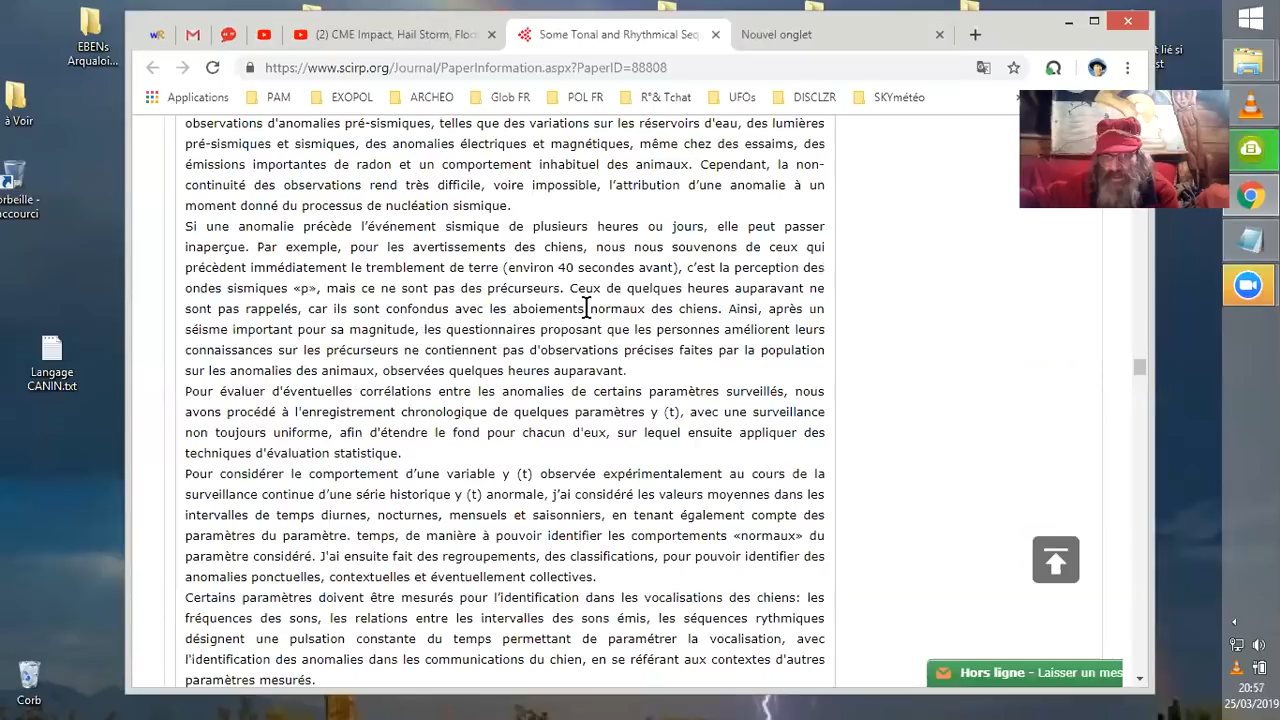 EBENs
Arqualoi...
à Voir
orbeille -
ccourci
Langage
CANIN.txt
Corb
(2) CME Impact, Hail Storm, Floo
Some Tonal and Rhythmical Seq
Nouvel onglet
https://www.scirp.org/Journal/PaperInformation.aspx?PaperID=88808
Applications
PAM
EXOPOL
ARCHEO
Glob FR
POL FR
R°& Tchat
UFOs
DISCLZR
SKYmétéo
observations d'anomalies pré-sismiques, telles que des variations sur les réservoirs d'eau, des lumières
pré-sismiques et sismiques, des anomalies électriques et magnétiques, même chez des essaims, des
émissions importantes de radon et un comportement inhabituel des animaux. Cependant, la non-
continuité des observations rend très difficile, voire impossible, l'attribution d'une anomalie à un
moment donné du processus de nucléation sismique.
Si une anomalie précède l'événement sismique de plusieurs heures ou jours, elle peut passer
inaperçue. Par exemple, pour les avertissements des chiens, nous nous souvenons de ceux qui
précèdent immédiatement le tremblement de terre (environ 40 secondes avant), c'est la perception des
ondes sismiques «p», mais ce ne sont pas des précurseurs. Ceux de quelques heures auparavant ne
sont pas rappelés, car ils sont confondus avec les aboiements normaux des chiens. Ainsi, après un
séisme important pour sa magnitude, les questionnaires proposant que les personnes améliorent leurs
connaissances sur les précurseurs ne contiennent pas d'observations précises faites par la population
sur les anomalies des animaux, observées quelques heures auparavant.
Pour évaluer d'éventuelles corrélations entre les anomalies de certains paramètres surveillés, nous
avons procédé à l'enregistrement chronologique de quelques paramètres y (t), avec une surveillance
non toujours uniforme, afin d'étendre le fond pour chacun d'eux, sur lequel ensuite appliquer des
techniques d'évaluation statistique.
Pour considérer le comportement d'une variable y (t) observée expérimentalement au cours de la
surveillance continue d'une série historique y (t) anormale, j'ai considéré les valeurs moyennes dans les
intervalles de temps diurnes, nocturnes, mensuels et saisonniers, en tenant également compte des
paramètres du paramètre. temps, de manière à pouvoir identifier les comportements «normaux» du
paramètre considéré. J'ai ensuite fait des regroupements, des classifications, pour pouvoir identifier des
anomalies ponctuelles, contextuelles et éventuellement collectives.
Certains paramètres doivent être mesurés pour l'identification dans les vocalisations des chiens: les
fréquences des sons, les relations entre les intervalles des sons émis, les séquences rythmiques
désignent une pulsation constante du temps permettant de paramétrer la vocalisation, avec
l'identification des anomalies dans les communications du chien, en se référant aux contextes d'autres
paramètres mesurés.
Hors ligne - Laisser un mes
lié si
st
20:57
25/03/2019